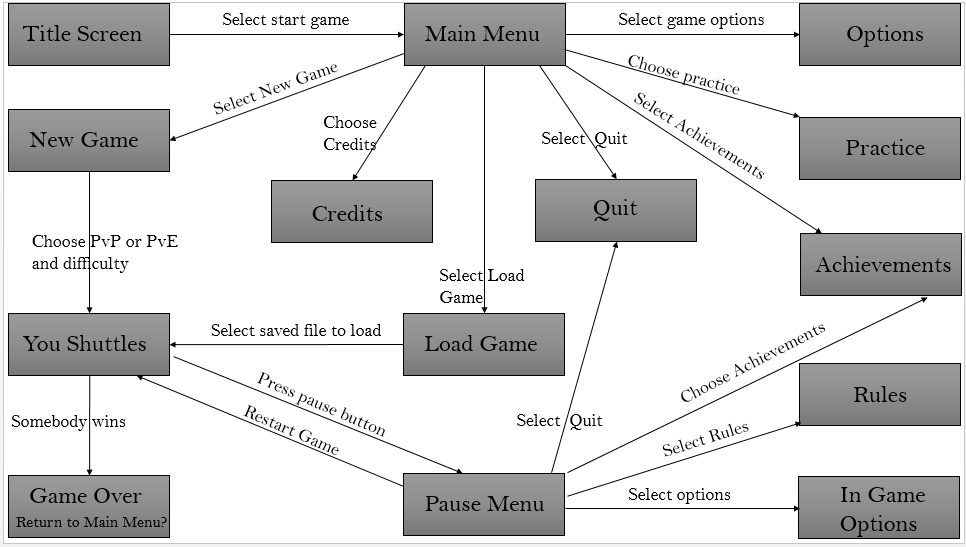 Title Screen
Select start game
Main Menu
Select game options
Options
Select New Game
Choose practice
Select Achievements
New Game
Choose
Credits
Select Quit
Practice
Credits
Quit
Choose PvP or PvE
and difficulty
Select Load
Game
Achievements
You Shuttles
Select saved file to load
Load Game
Choose Achievements
Press pause button
Restart Game
Somebody wins
Select Quit
Select Rules
Rules
Game Over
Return to Main Menu?
Pause Menu
Select options
In Game
Options